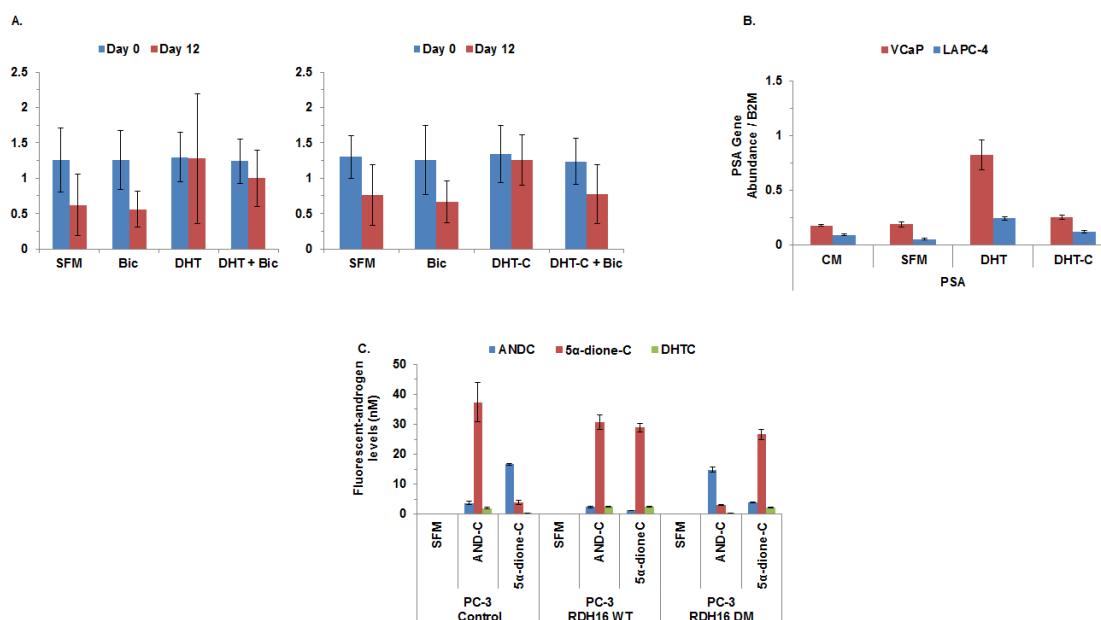 A.
Day 0 Day 12
2.5
2
1.5
1
0.5
0
SFM Bic DHT DHT + Bic
Day 0 Day 12
2.5
2
1.5
1
0.5
0
SFM Bic DHT-C DHT-C + Bic
B.
VCaP LAPC-4
PSA Gene
Abundance / B2M
1.5
1
0.5
0
CM SFM DHT DHT-C
PSA
C.
ANDC 5α-dione-C DHTC
Fluorescent-androgen
levels (nM)
50
40
30
20
10
0
SFM AND-C 5α-dione-C SFM AND-C 5α-dioneC SFM AND-C 5α-dione-C
PC-3 PC-3 PC-3
Control RDH16 WT RDH16 DM